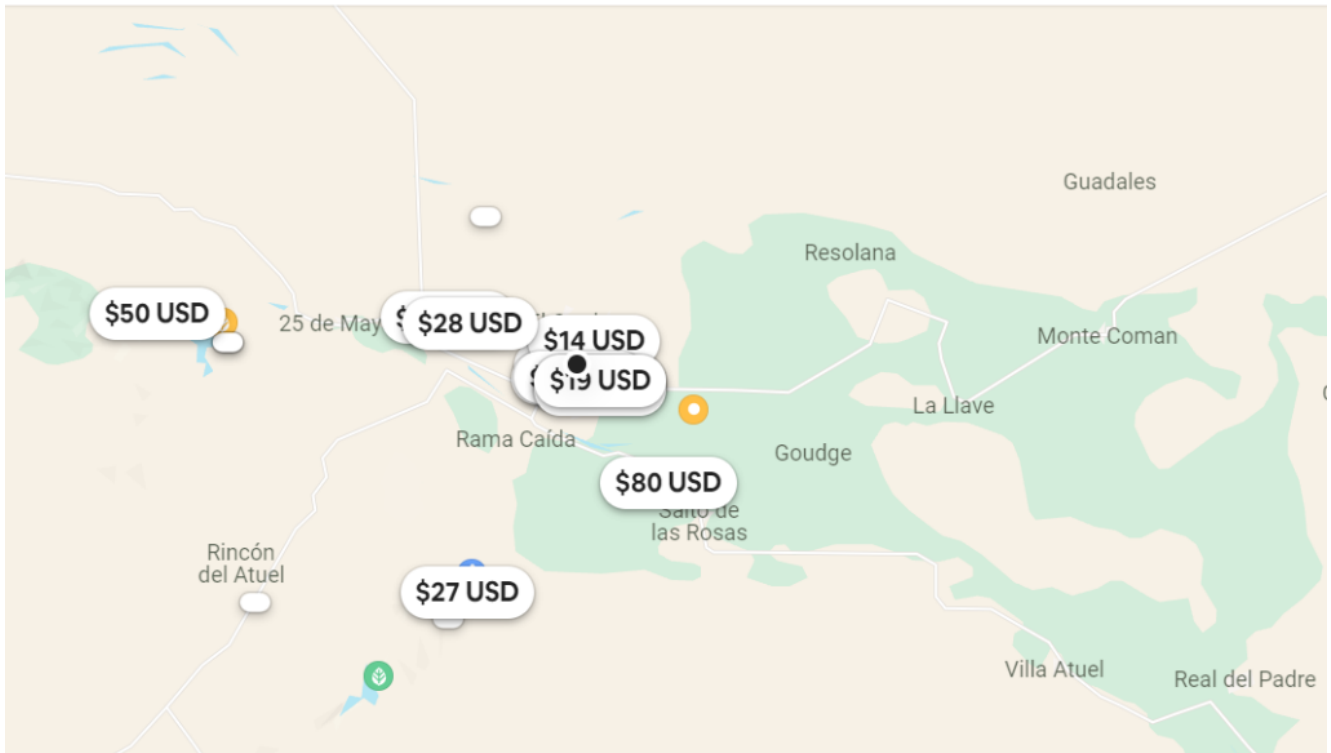 Guadales
Resolana
$50 USD
25 de May
$28 USD
$14 USD
Monte Coman
$19 USD
La Llave
Rama Caída
Goudge
$80 USD
Salto de
las Rosas
Rincón
del Atuel
$27 USD
Villa Atuel
Real del Padre